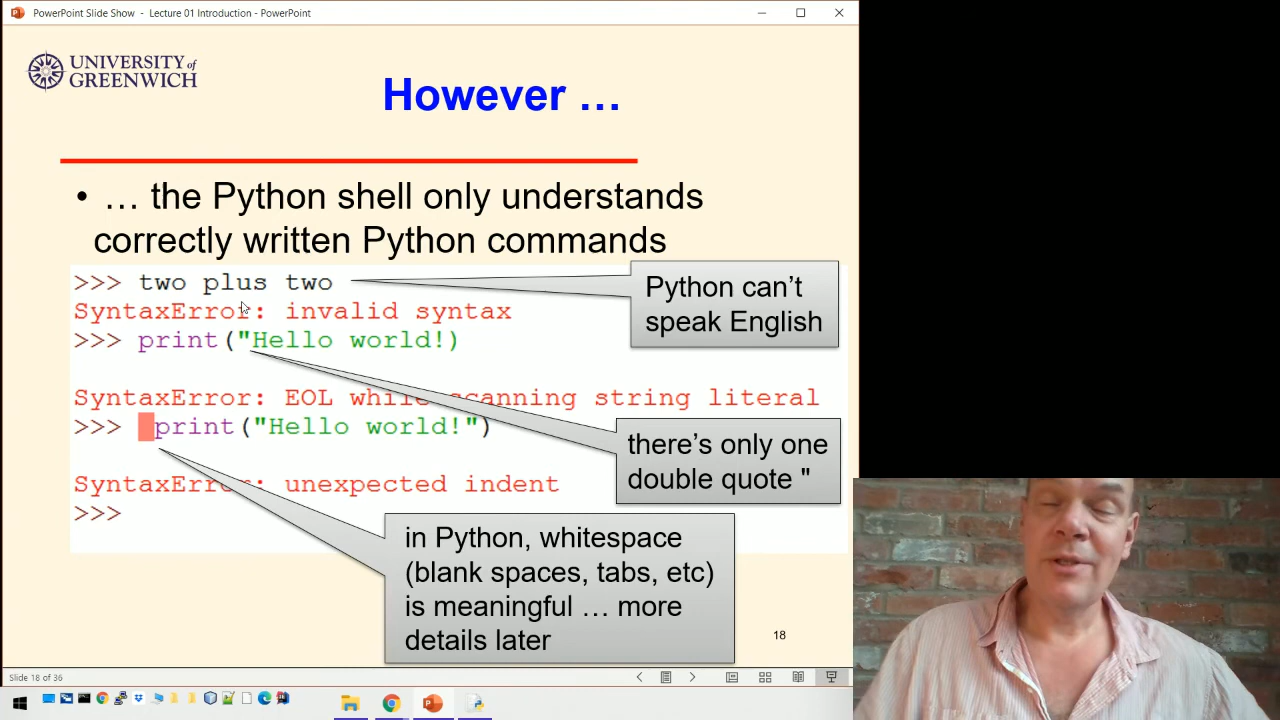 PowerPoint Slide Show - Lecture 01 Introduction - PowerPoint
UNIVERSITY of
GREENWICH
However …
• … the Python shell only understands
correctly written Python commands
>>> two plus two
SyntaxError: invalid syntax
>>> print("Hello world!)
SyntaxError: EOL while scanning string literal
>>> print("Hello world!")
SyntaxError: unexpected indent
>>>
Python can't
speak English
there's only one
double quote "
in Python, whitespace
(blank spaces, tabs, etc)
is meaningful … more
details later
18
Slide 18 of 36